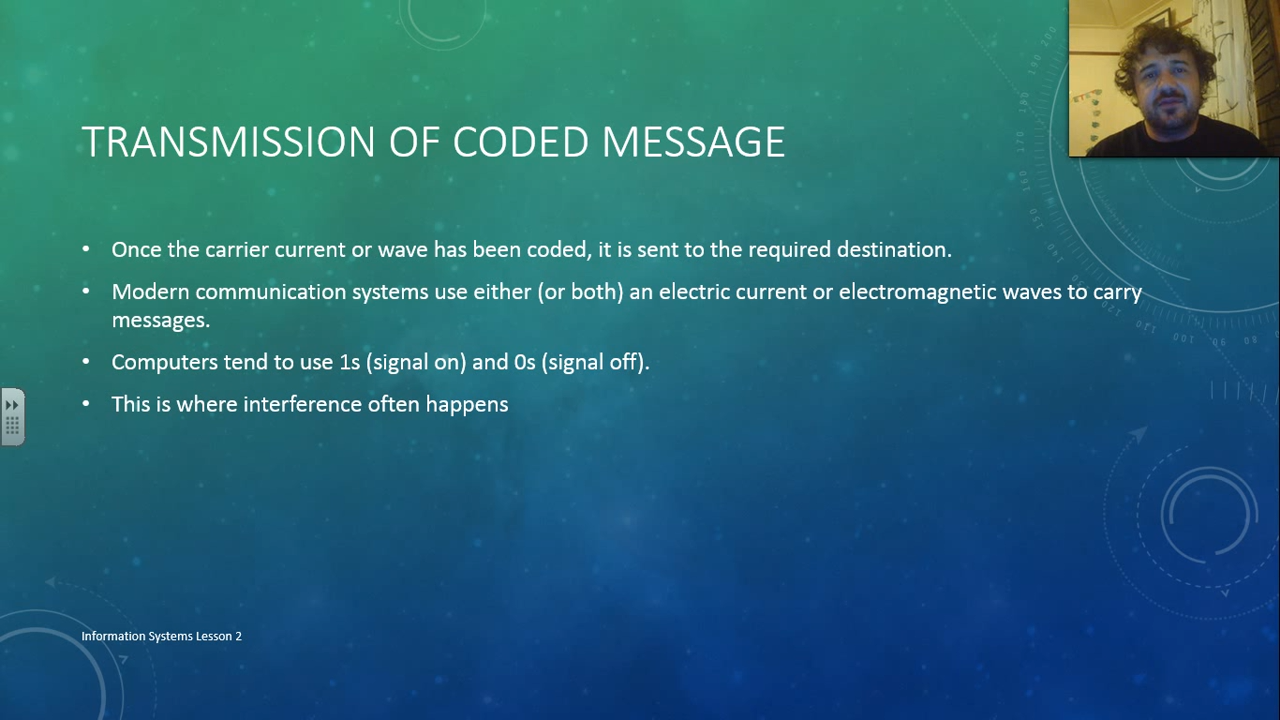 TRANSMISSION OF CODED MESSAGE
• Once the carrier current or wave has been coded, it is sent to the required destination.
• Modern communication systems use either (or both) an electric current or electromagnetic waves to carry
messages.
• Computers tend to use 1s (signal on) and 0s (signal off).
• This is where interference often happens
Information Systems Lesson 2